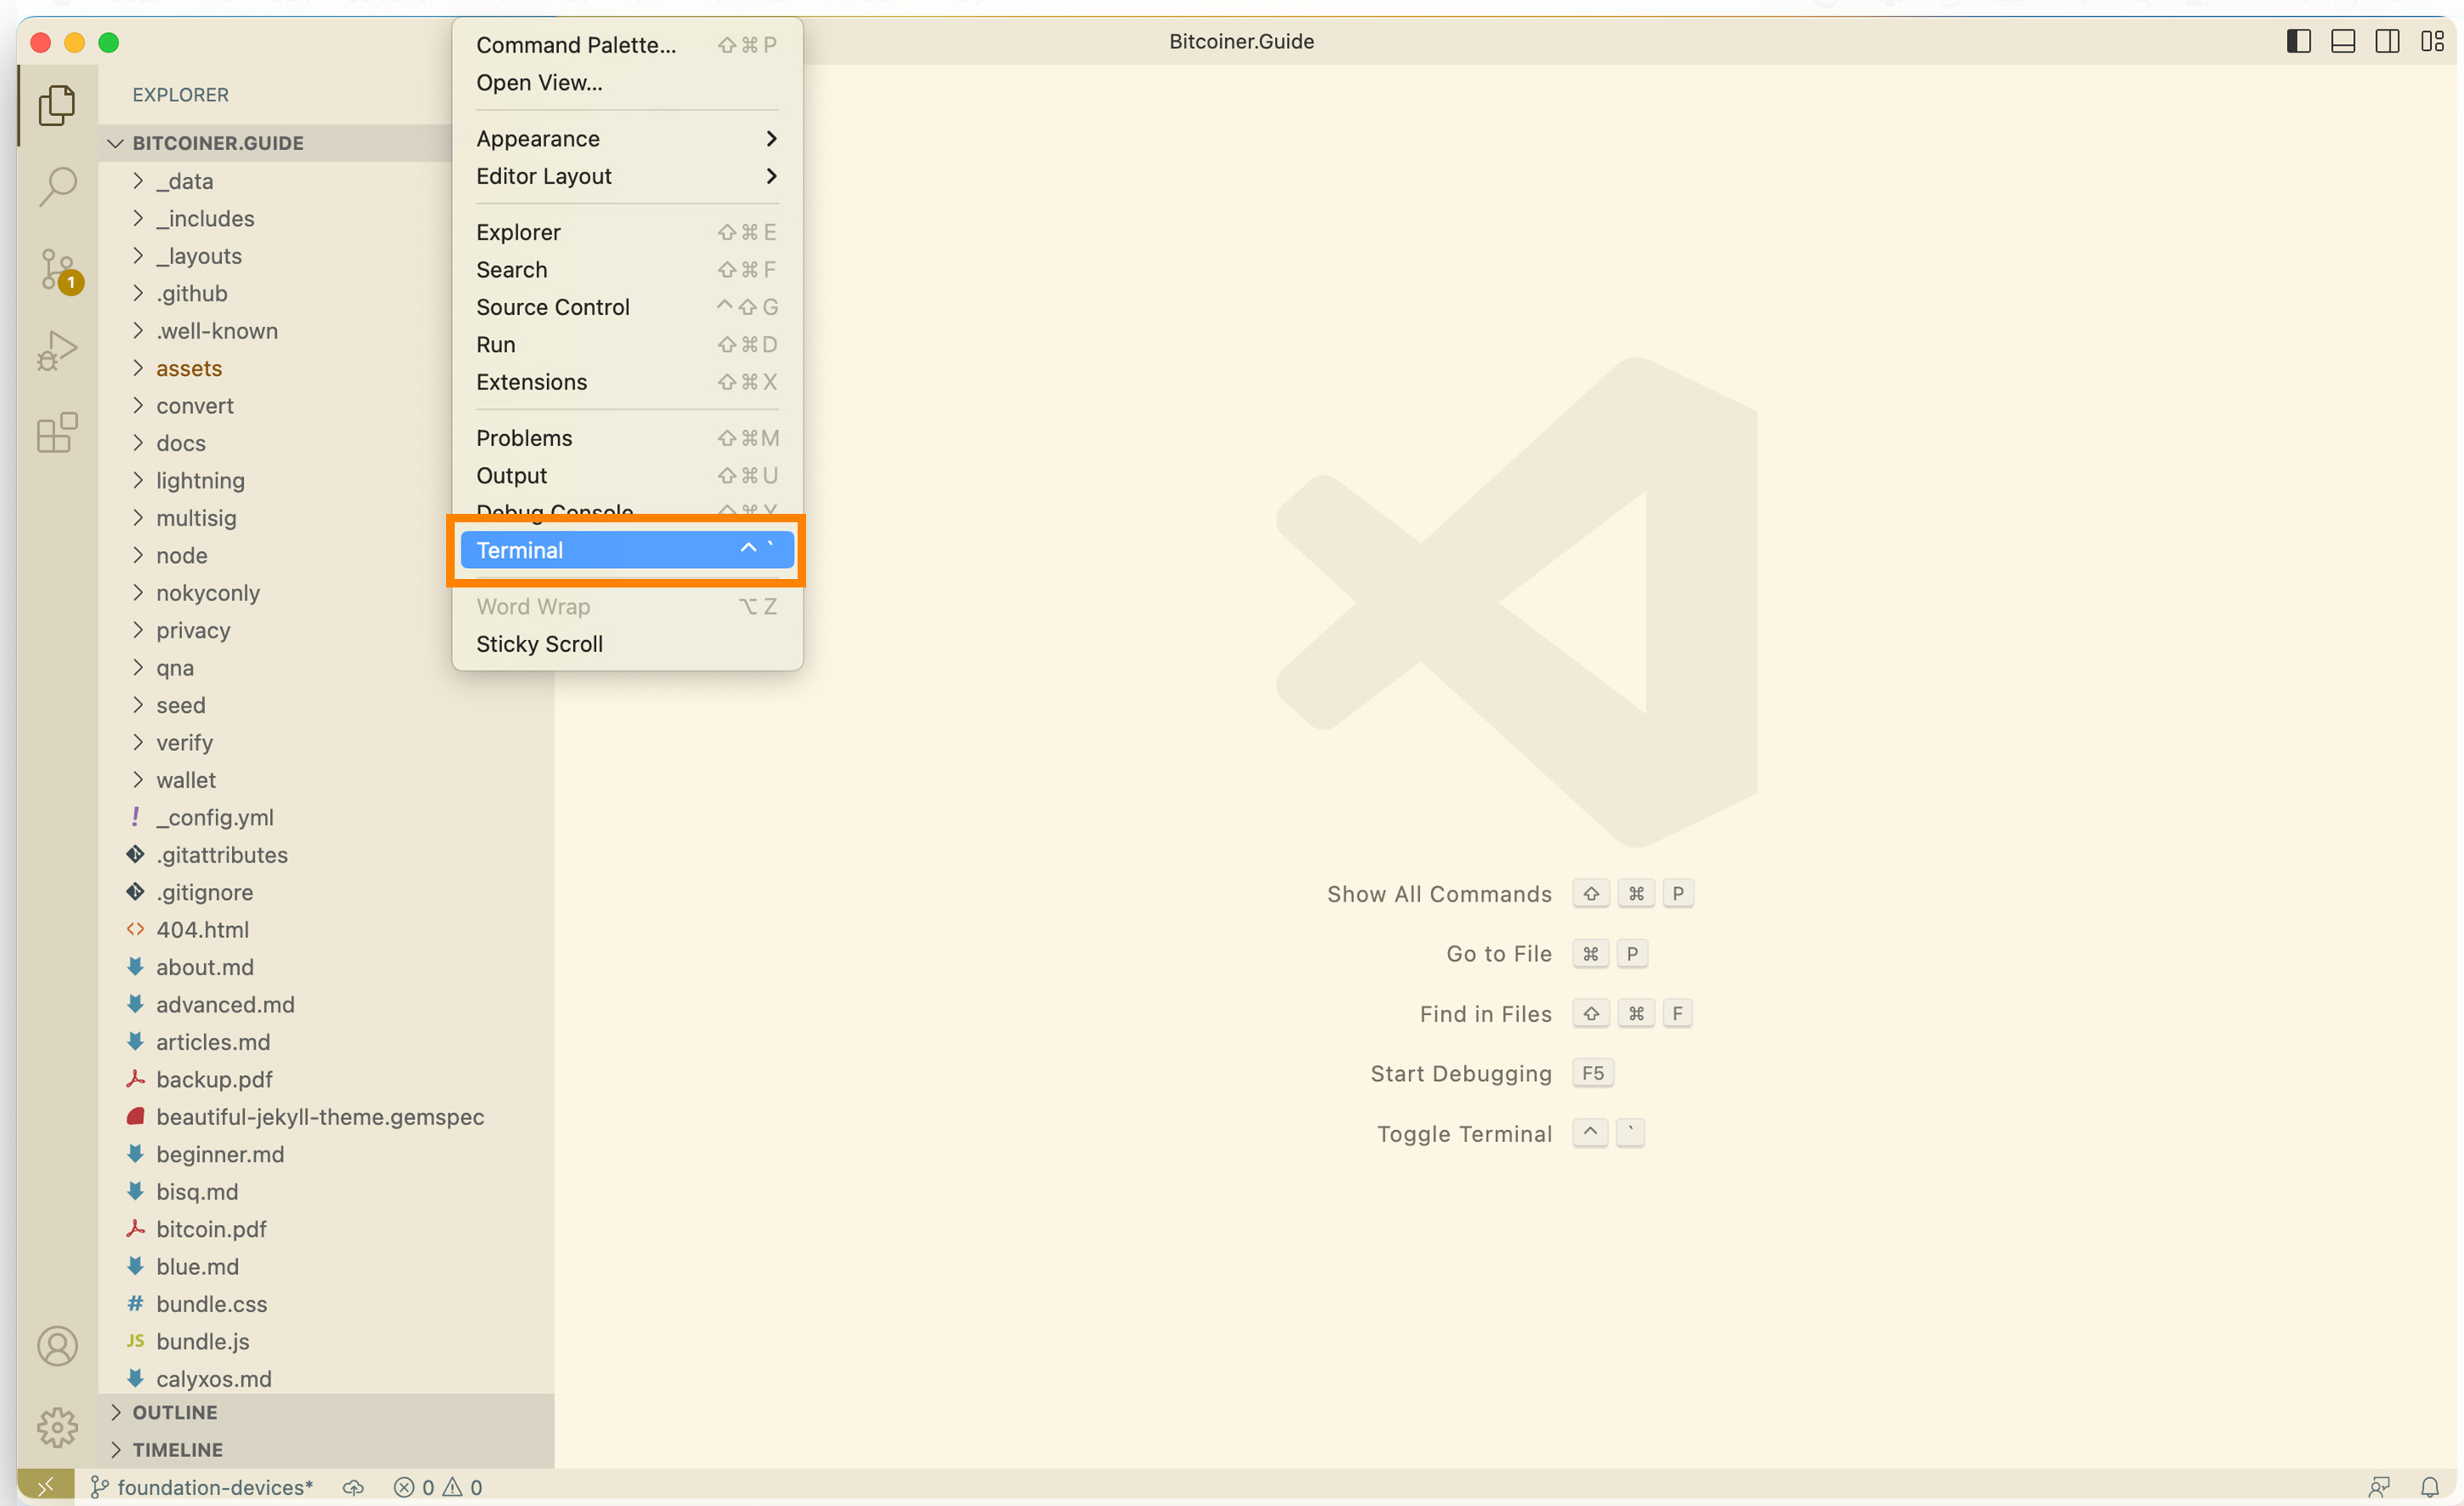 Bitcoiner.Guide
Command Palette... ⇧⌘P
Open View...
Appearance
Editor Layout
Explorer ⇧⌘E
Search ⇧⌘F
Source Control ^⇧G
Run ⇧⌘D
Extensions ⇧⌘X
Problems ⇧⌘M
Output ⇧⌘U
Debug Console ⇧⌘Y
Terminal ^`
Word Wrap ⌥Z
Sticky Scroll
EXPLORER
BITCOINER.GUIDE
_data
_includes
_layouts
.github
.well-known
assets
convert
docs
lightning
multisig
node
nokyconly
privacy
qna
seed
verify
wallet
! _config.yml
.gitattributes
.gitignore
<> 404.html
about.md
advanced.md
articles.md
backup.pdf
beautiful-jekyll-theme.gemspec
beginner.md
bisq.md
bitcoin.pdf
blue.md
# bundle.css
JS bundle.js
calyxos.md
OUTLINE
TIMELINE
1
Show All Commands ⇧ ⌘ P
Go to File ⌘ P
Find in Files ⇧ ⌘ F
Start Debugging F5
Toggle Terminal ^ `
foundation-devices* 0 0